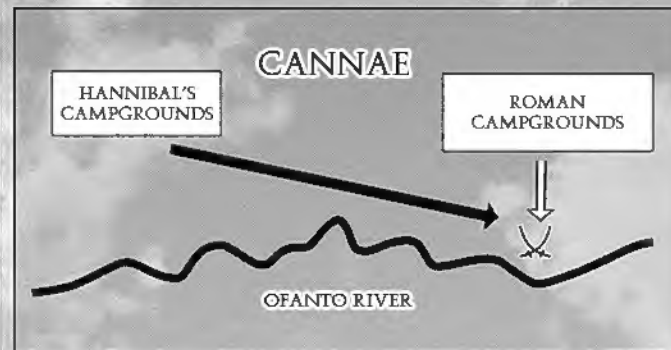 CANNAE
HANNIBAL'S
CAMPGROUNDS
ROMAN
CAMPGROUNDS
OFANTO RIVER